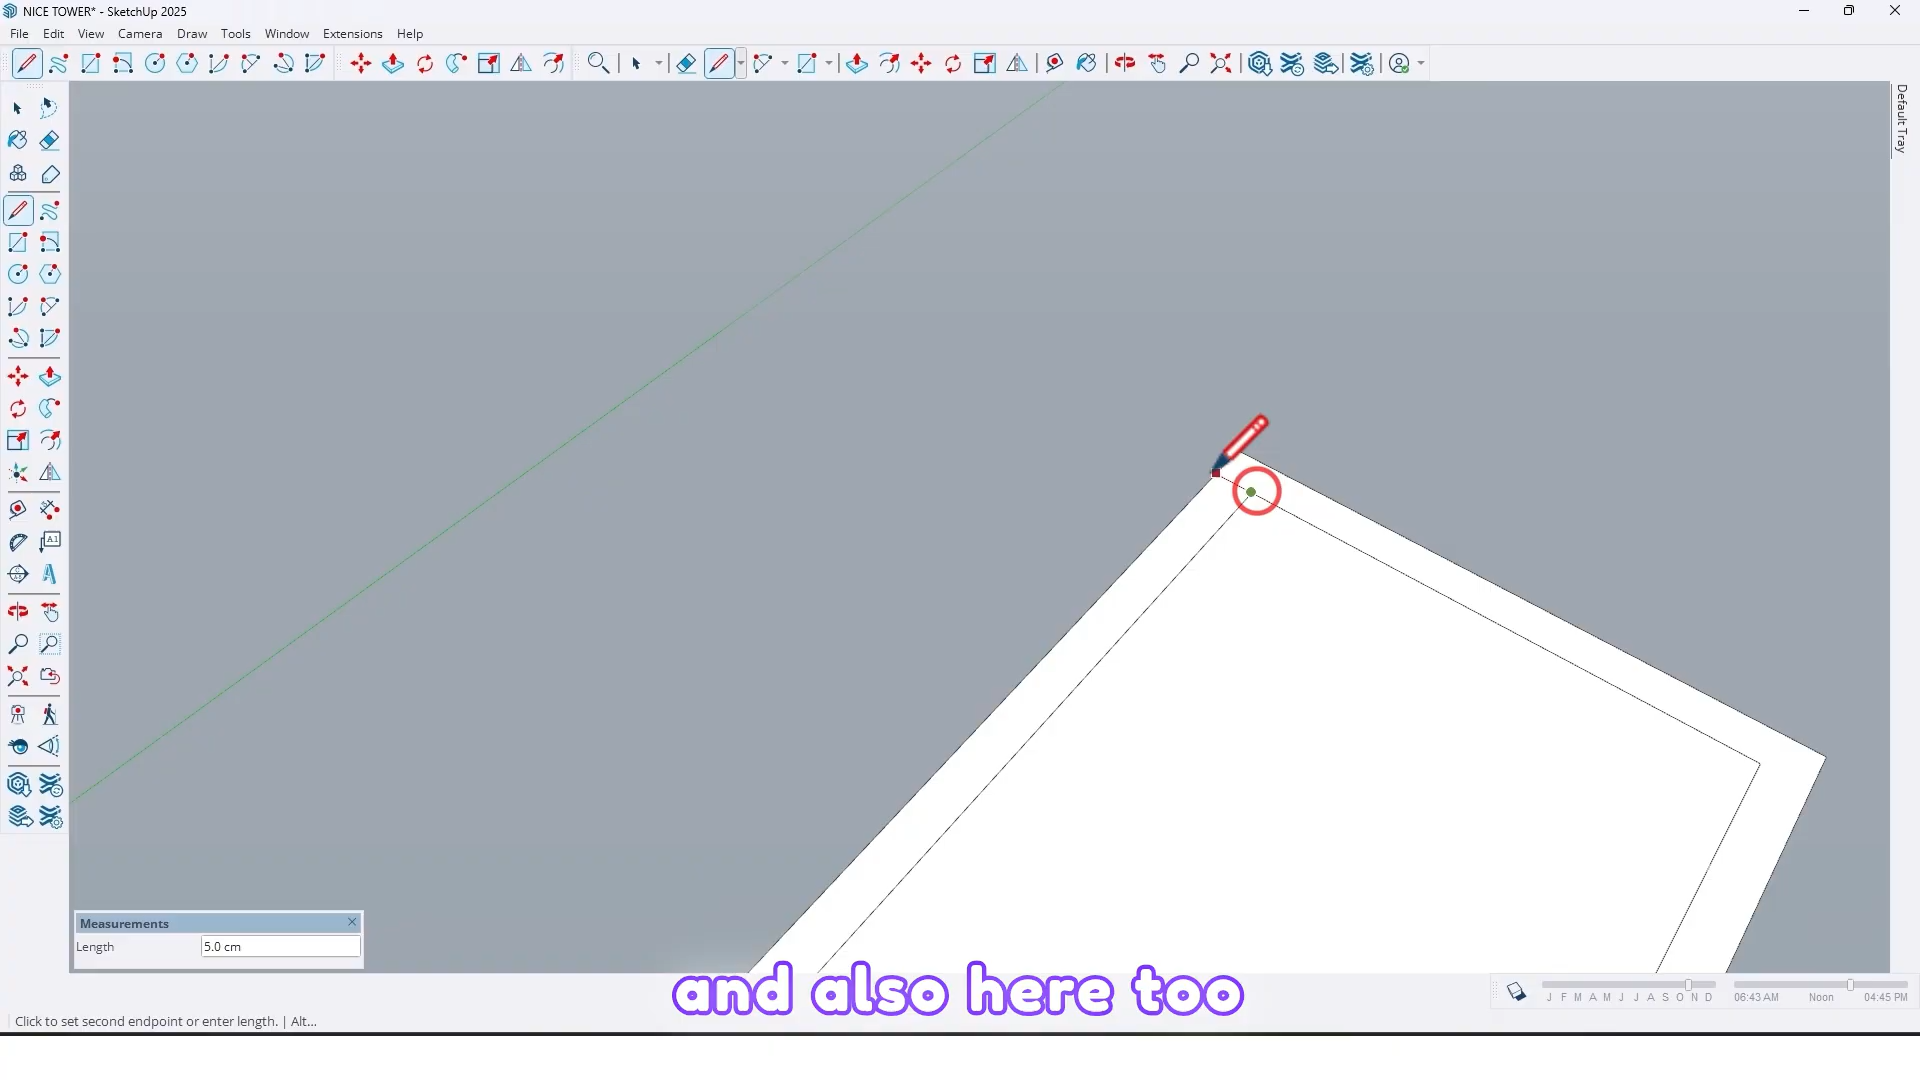 NICE TOWER* - SketchUp 2025
File Edit View Camera Draw Tools Window Extensions Help
Default Tray
A1
Measurements
Length 5.0 cm
and also here too
J F M A M J J A S O N D
06:43 AM Noon 04:45 PM
Click to set second endpoint or enter length. | Alt...